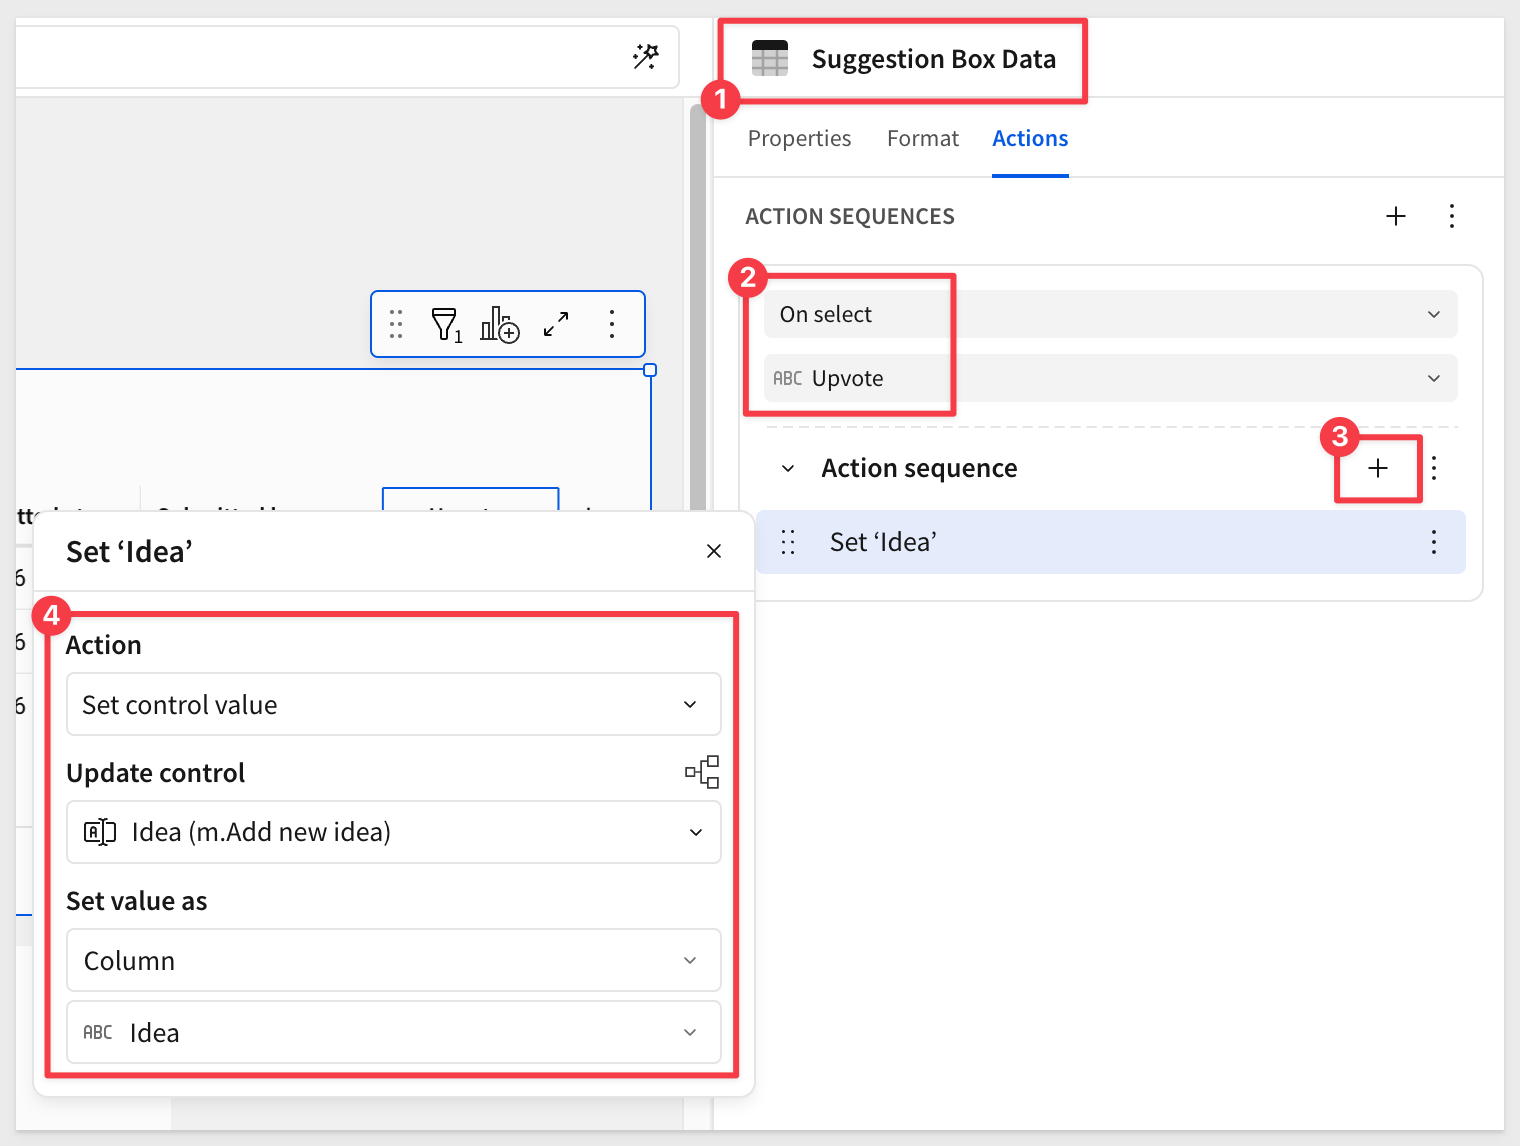 Suggestion Box Data
1
Properties Format Actions
ACTION SEQUENCES
2
On select
1
ABC Upvote
3
Action sequence
Set ‘Idea’
Set ‘Idea’
6
4
Action
6
Set control value
6
Update control
Idea (m.Add new idea)
Set value as
Column
ABC Idea